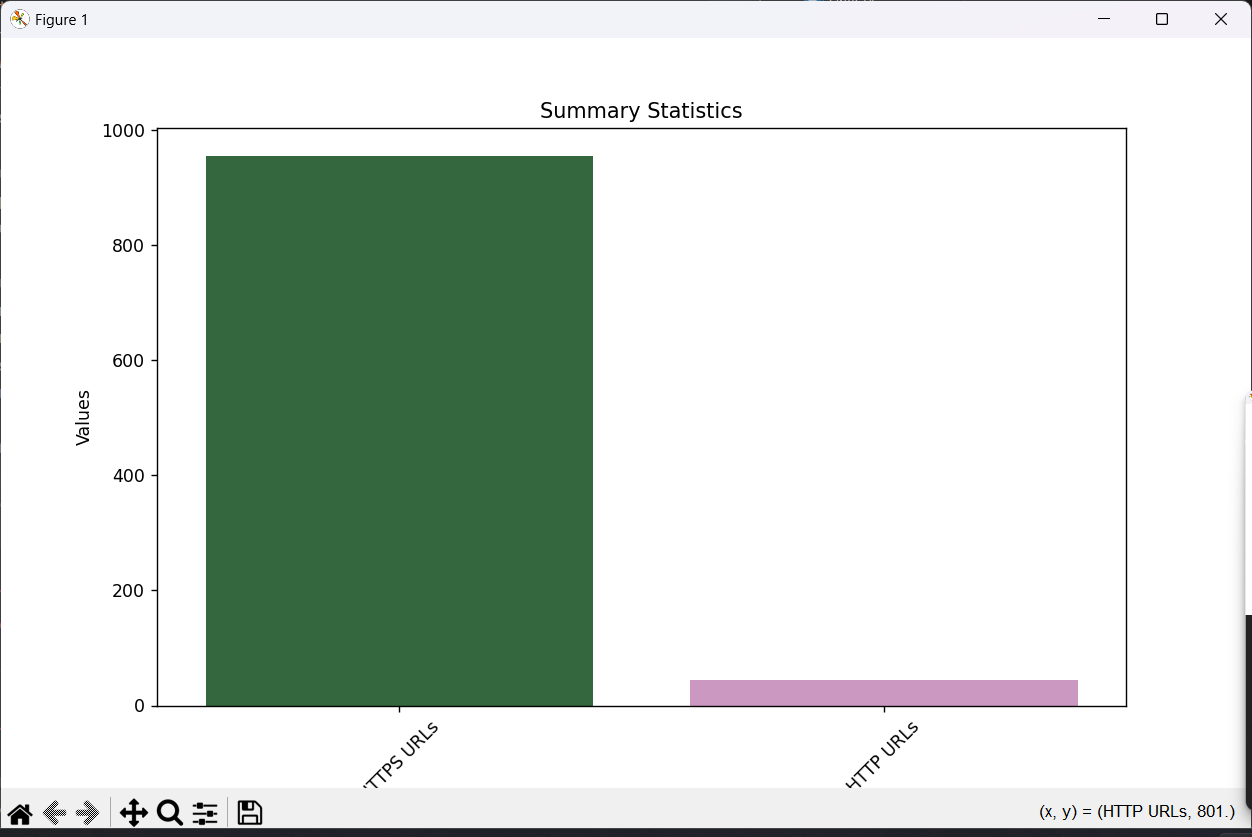 Figure 1
Summary Statistics
1000
800
600
400
200
0
Values
HTTPS URLs
HTTP URLs
(x, y) = (HTTP URLs, 801.)